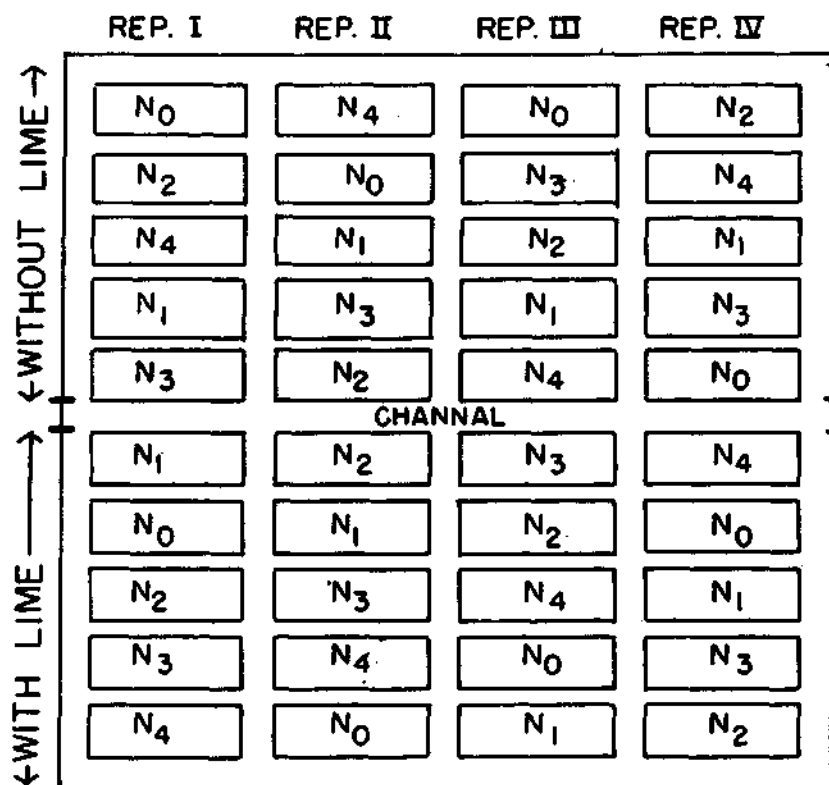 REP. I REP. II REP. III REP. IV
←WITHOUT LIME→
N0 N4 N0 N2
N2 N0 N3 N4
N4 N1 N2 N1
N1 N3 N1 N3
N3 N2 N4 N0
CHANNAL
←WITH LIME→
N1 N2 N3 N4
N0 N1 N2 N0
N2 N3 N4 N1
N3 N4 N0 N3
N4 N0 N1 N2